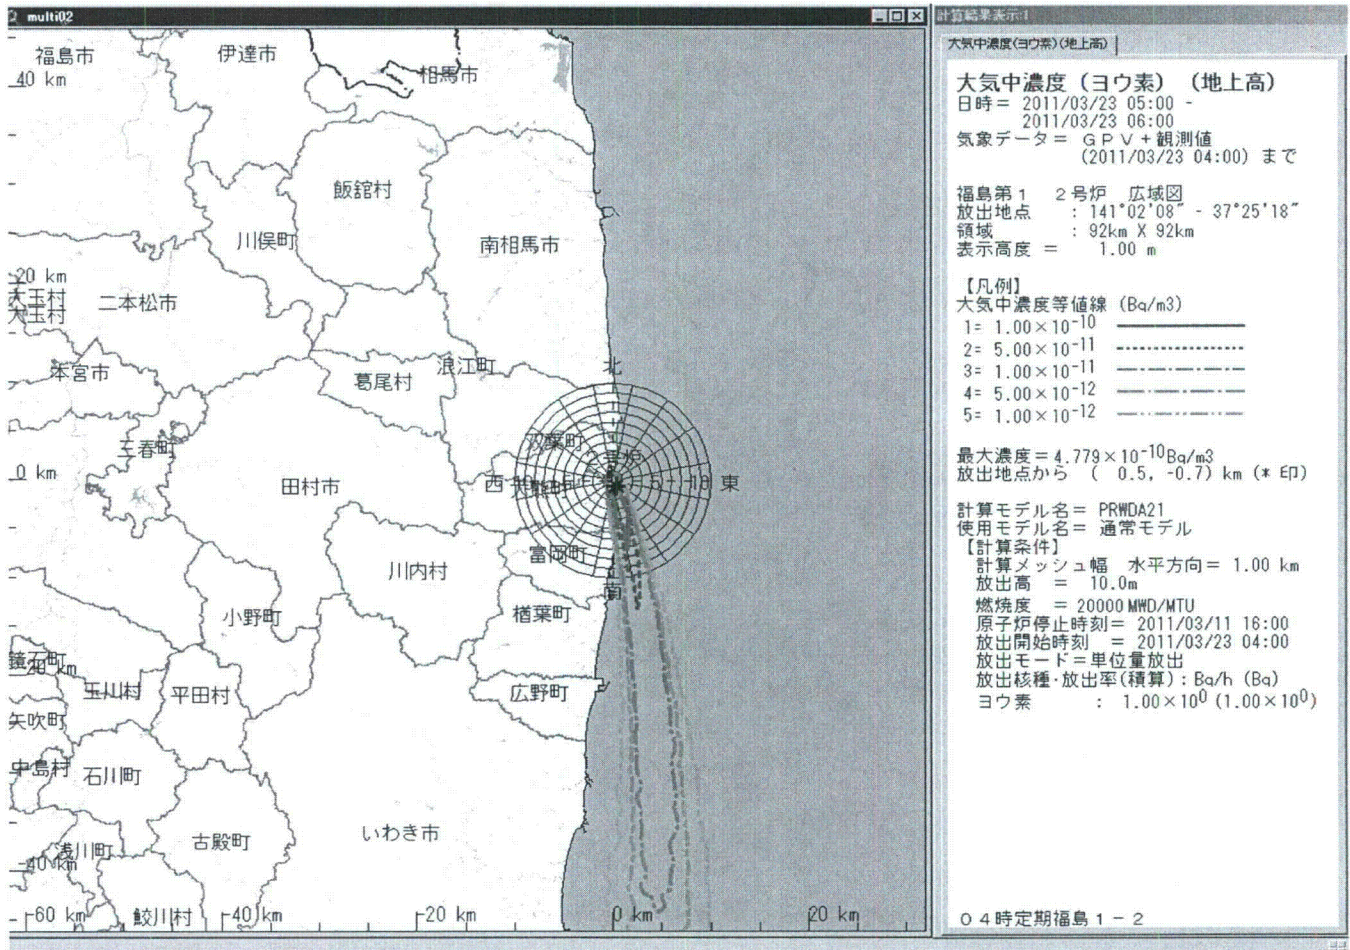 multi02
福島市
伊達市
相馬市
40 km
飯舘村
川俣町
南相馬市
20 km
大玉村
大玉村
二本松市
本宮市
葛尾村
浪江町
北
三春町
双葉町
0 km
田村市
西
東
富岡町
川内村
南
小野町
楢葉町
鏡石町
玉川村
平田村
広野町
矢吹町
中島村
石川町
いわき市
古殿町
浅川町
-40 km
鮫川村
-60 km
-40 km
-20 km
0 km
20 km
計算結果表示:1
大気中濃度(ヨウ素)(地上高)
大気中濃度(ヨウ素) (地上高)
日時= 2011/03/23 05:00 -
2011/03/23 06:00
気象データ= GPV+観測値
(2011/03/23 04:00) まで
福島第1 2号炉 広域図
放出地点 : 141°02'08" - 37°25'18"
領域 : 92km X 92km
表示高度 = 1.00 m
【凡例】
大気中濃度等値線 (Bq/m3)
1= 1.00×10⁻¹⁰
2= 5.00×10⁻¹¹
3= 1.00×10⁻¹¹
4= 5.00×10⁻¹²
5= 1.00×10⁻¹²
最大濃度=4.779×10⁻¹⁰Bq/m3
放出地点から ( 0.5, -0.7) km (* 印)
計算モデル名= PRWDA21
使用モデル名= 通常モデル
【計算条件】
計算メッシュ幅 水平方向= 1.00 km
放出高 = 10.0m
燃焼度 = 20000MWD/MTU
原子炉停止時刻= 2011/03/11 16:00
放出開始時刻 = 2011/03/23 04:00
放出モード=単位量放出
放出核種・放出率(積算):Bq/h (Bq)
ヨウ素 : 1.00×10⁰ (1.00×10⁰)
04時定期福島1-2